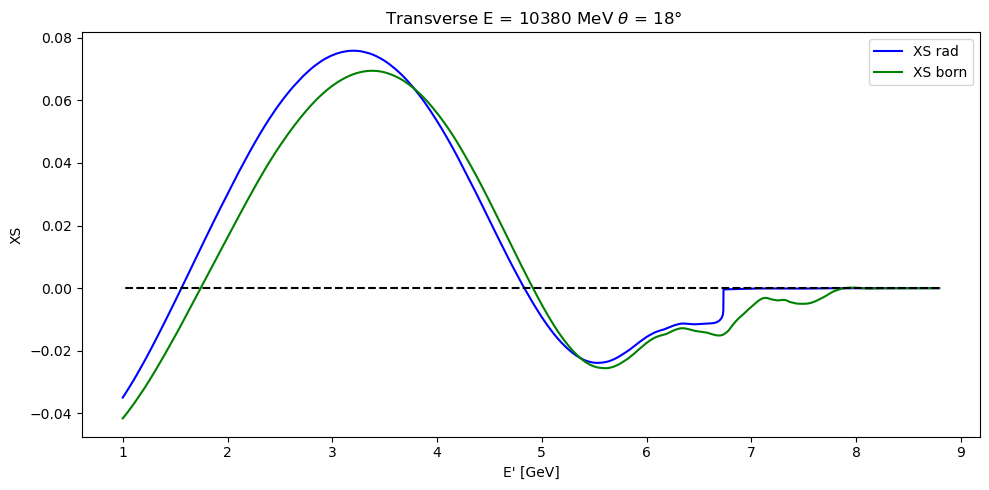 Transverse E = 10380 MeV θ = 18°
XS rad
XS born
0.08
0.06
0.04
0.02
0.00
−0.02
−0.04
XS
1 2 3 4 5 6 7 8 9
E' [GeV]